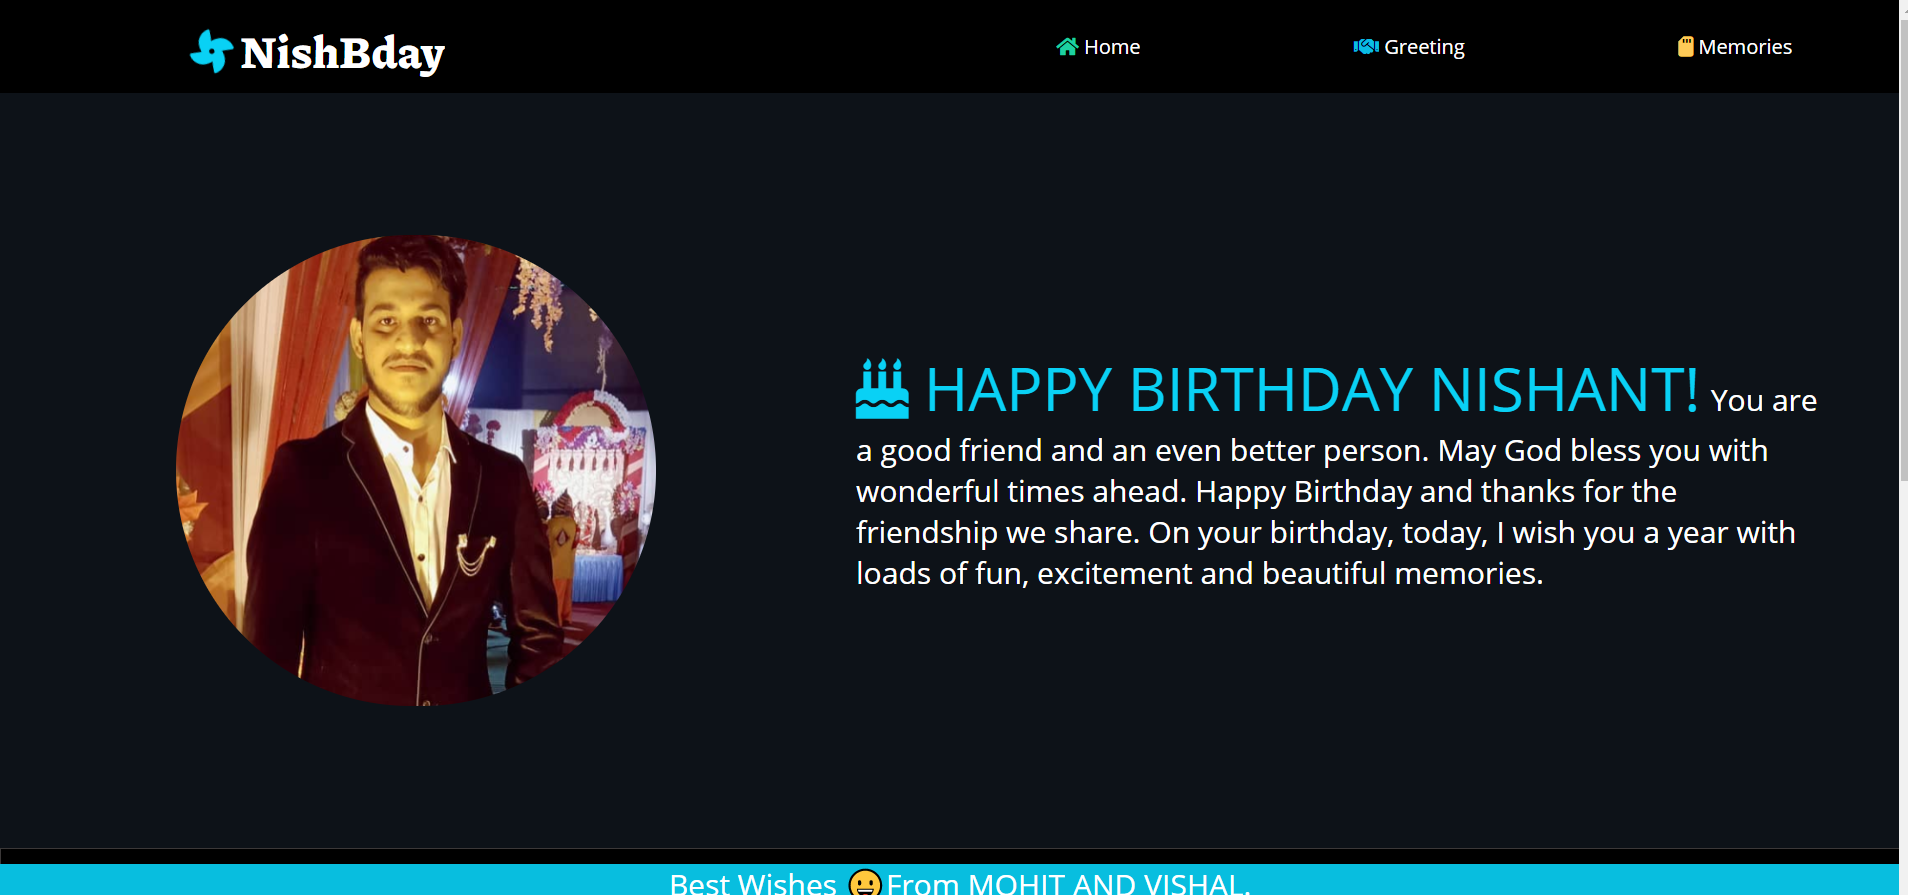 NishBday
Home
Greeting
Memories
HAPPY BIRTHDAY NISHANT! You are
a good friend and an even better person. May God bless you with
wonderful times ahead. Happy Birthday and thanks for the
friendship we share. On your birthday, today, I wish you a year with
loads of fun, excitement and beautiful memories.
Best Wishes 😀From MOHIT AND VISHAL.